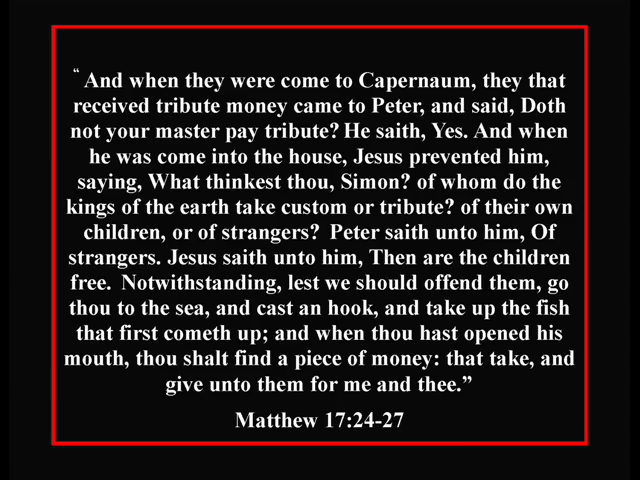 “ And when they were come to Capernaum, they that
received tribute money came to Peter, and said, Doth
not your master pay tribute? He saith, Yes. And when
he was come into the house, Jesus prevented him,
saying, What thinkest thou, Simon? of whom do the
kings of the earth take custom or tribute? of their own
children, or of strangers?  Peter saith unto him, Of
strangers. Jesus saith unto him, Then are the children
free.  Notwithstanding, lest we should offend them, go
thou to the sea, and cast an hook, and take up the fish
that first cometh up; and when thou hast opened his
mouth, thou shalt find a piece of money: that take, and
give unto them for me and thee.”
Matthew 17:24-27